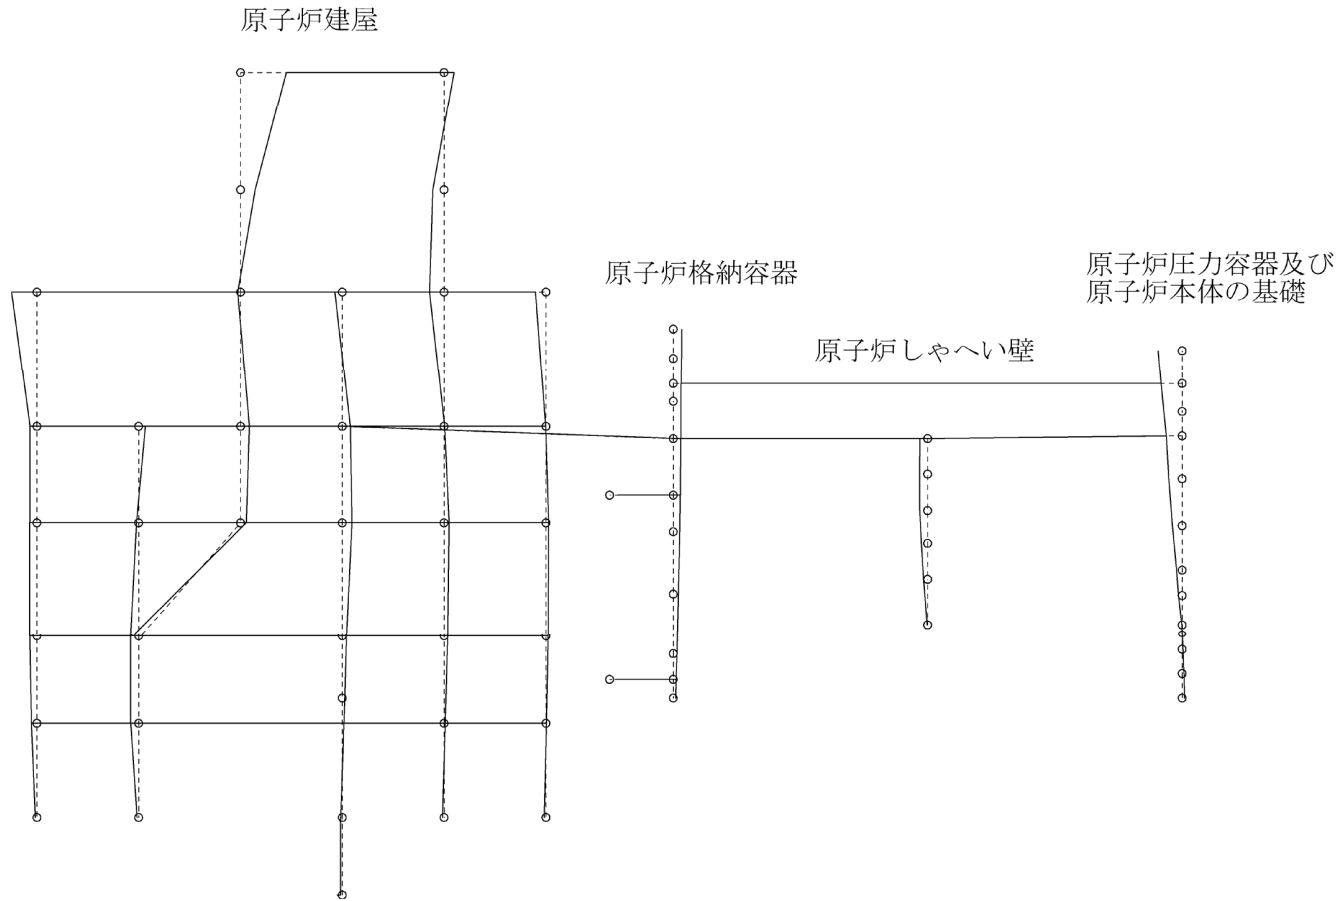 原子炉建屋
原子炉格納容器
原子炉しゃへい壁
原子炉圧力容器及び
原子炉本体の基礎